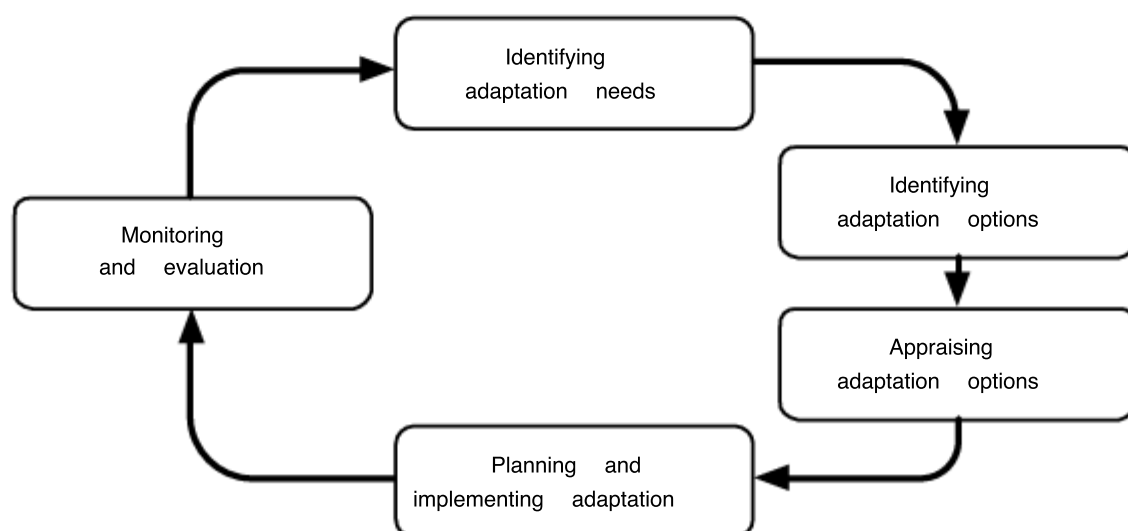 Identifying
adaptation needs
Identifying
adaptation options
Appraising
adaptation options
Planning and
implementing adaptation
Monitoring
and evaluation